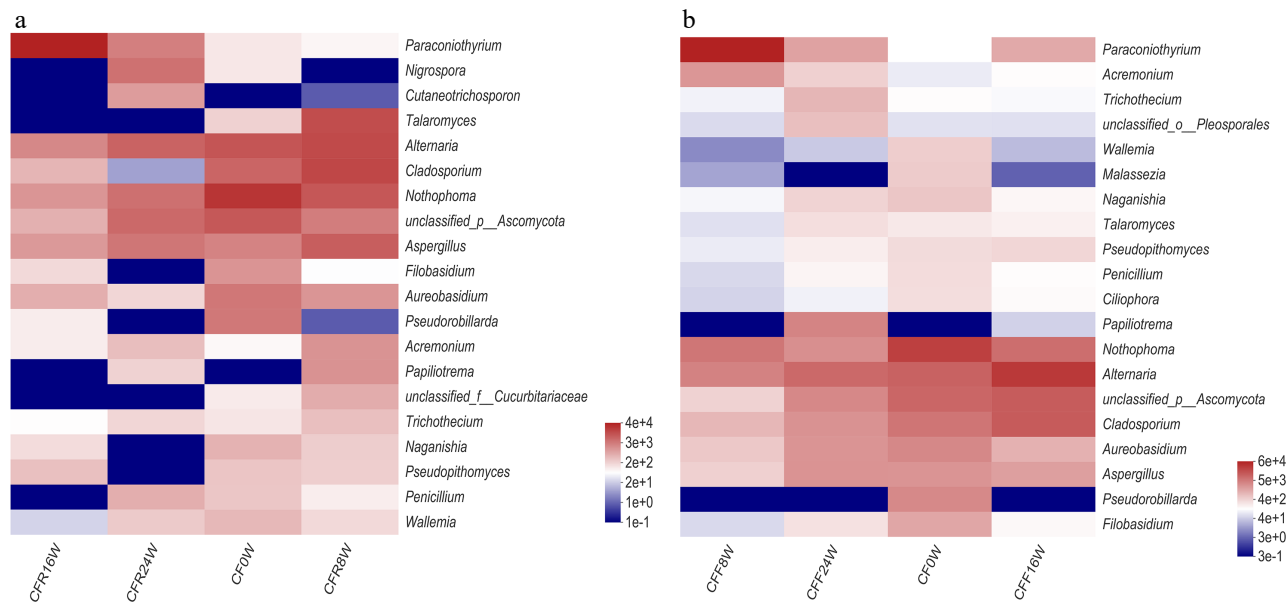 a
Paraconiothyrium
Nigrospora
Cutaneotrichosporon
Talaromyces
Alternaria
Cladosporium
Nothophoma
unclassified_p__Ascomycota
Aspergillus
Filobasidium
Aureobasidium
Pseudorobillarda
Acremonium
Papiliotrema
unclassified_f__Cucurbitariaceae
Trichothecium
Naganishia
Pseudopithomyces
Penicillium
Wallemia
4e+4
3e+3
2e+2
2e+1
1e+0
1e-1
CFR16W
CFR24W
CF0W
CFR8W
b
Paraconiothyrium
Acremonium
Trichothecium
unclassified_o__Pleosporales
Wallemia
Malassezia
Naganishia
Talaromyces
Pseudopithomyces
Penicillium
Ciliophora
Papiliotrema
Nothophoma
Alternaria
unclassified_p__Ascomycota
Cladosporium
Aureobasidium
Aspergillus
Pseudorobillarda
Filobasidium
6e+4
5e+3
4e+2
4e+1
3e+0
3e-1
CFF8W
CFF24W
CF0W
CFF16W